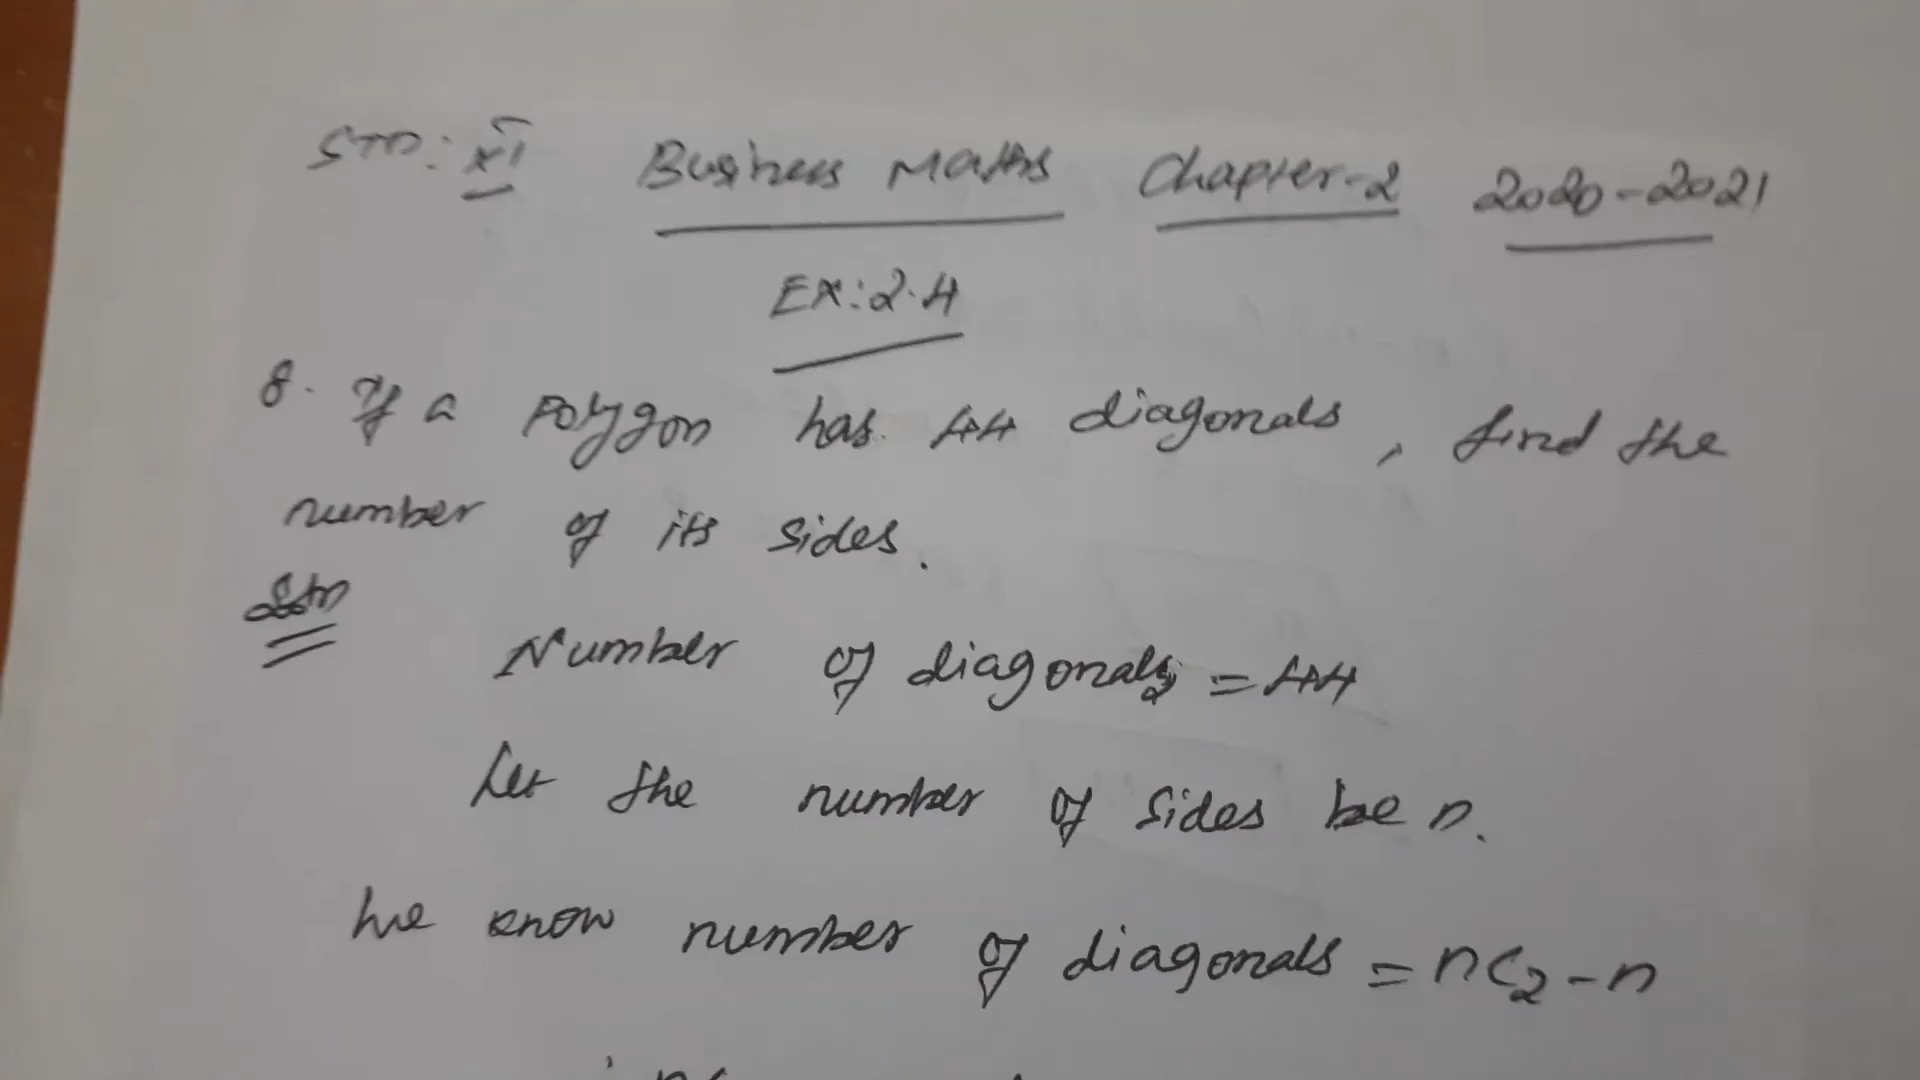 STD: XI Business Maths Chapter-2 2020-2021
Ex: 2.4
8. If a polygon has 44 diagonals, find the
number of its sides.
Soln
Number of diagonals = 44
Let the number of sides be n.
We know number of diagonals = nC2 - n